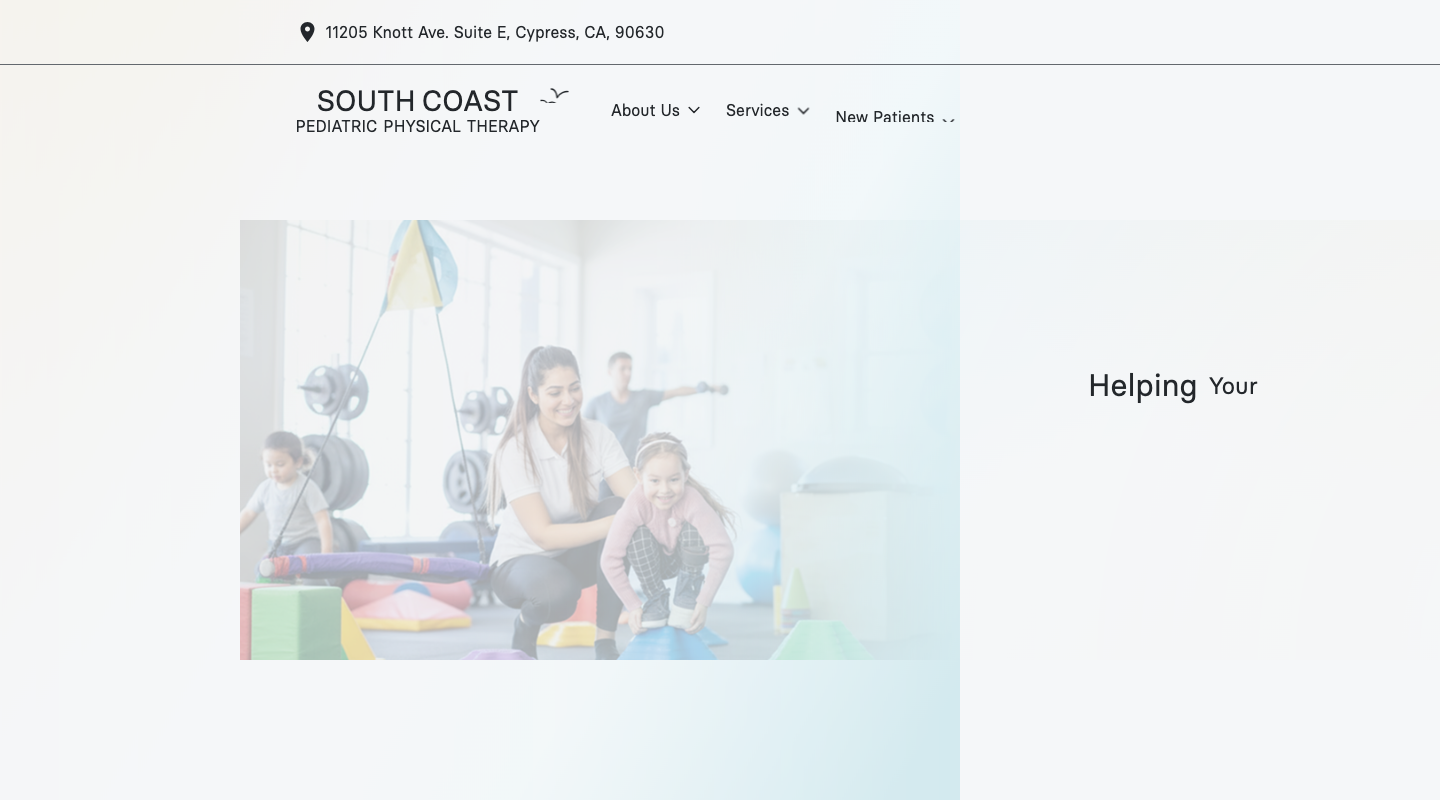 11205 Knott Ave. Suite E, Cypress, CA, 90630
SOUTH COAST
PEDIATRIC PHYSICAL THERAPY
About Us
Services
New Patients
Helping Your